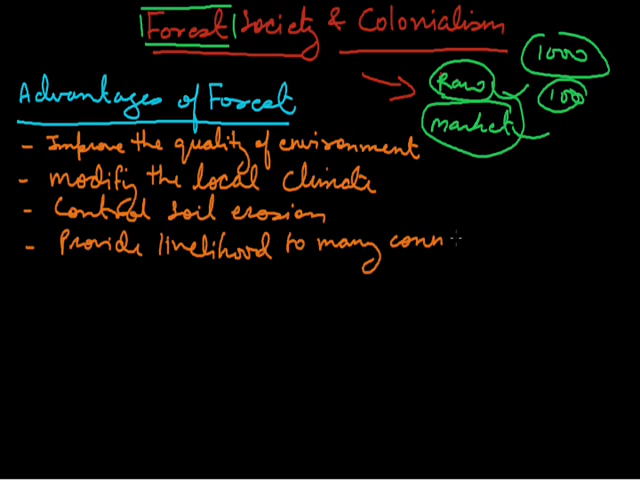 Forest Society & Colonialism
1000
Raw
100
Market
Advantages of Forest
- Improve the quality of environment
- modifiy the local Climate
- Control Soil erosion
- Provide livelihood to many comm